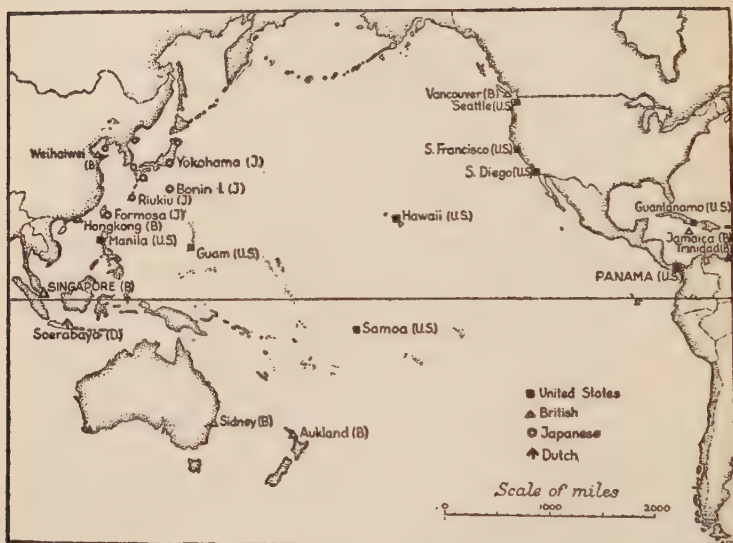 Vancouver (B)
Seattle (U.S.)
Weihaiwei
(B)
Yokohama (J)
S. Francisco (U.S.)
S. Diego (U.S.)
Bonin I. (J)
Riukiu (J)
Formosa (J)
Hongkong (B)
Manila (U.S.)
Guam (U.S.)
Hawaii (U.S.)
Guantanamo (U.S.)
Jamaica (B)
Trinidad (B)
PANAMA (U.S.)
SINGAPORE (B)
Soerabaya (D)
Samoa (U.S.)
Sidney (B)
Aukland (B)
United States
British
Japanese
Dutch
Scale of miles
0 1000 2000